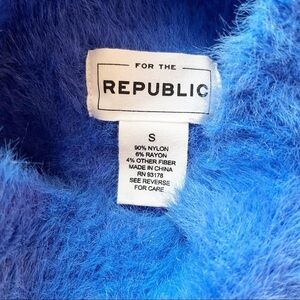 FOR THE
REPUBLIC
S
90% NYLON
6% RAYON
4% OTHER FIBER
MADE IN CHINA
RN 93178
SEE REVERSE
FOR CARE